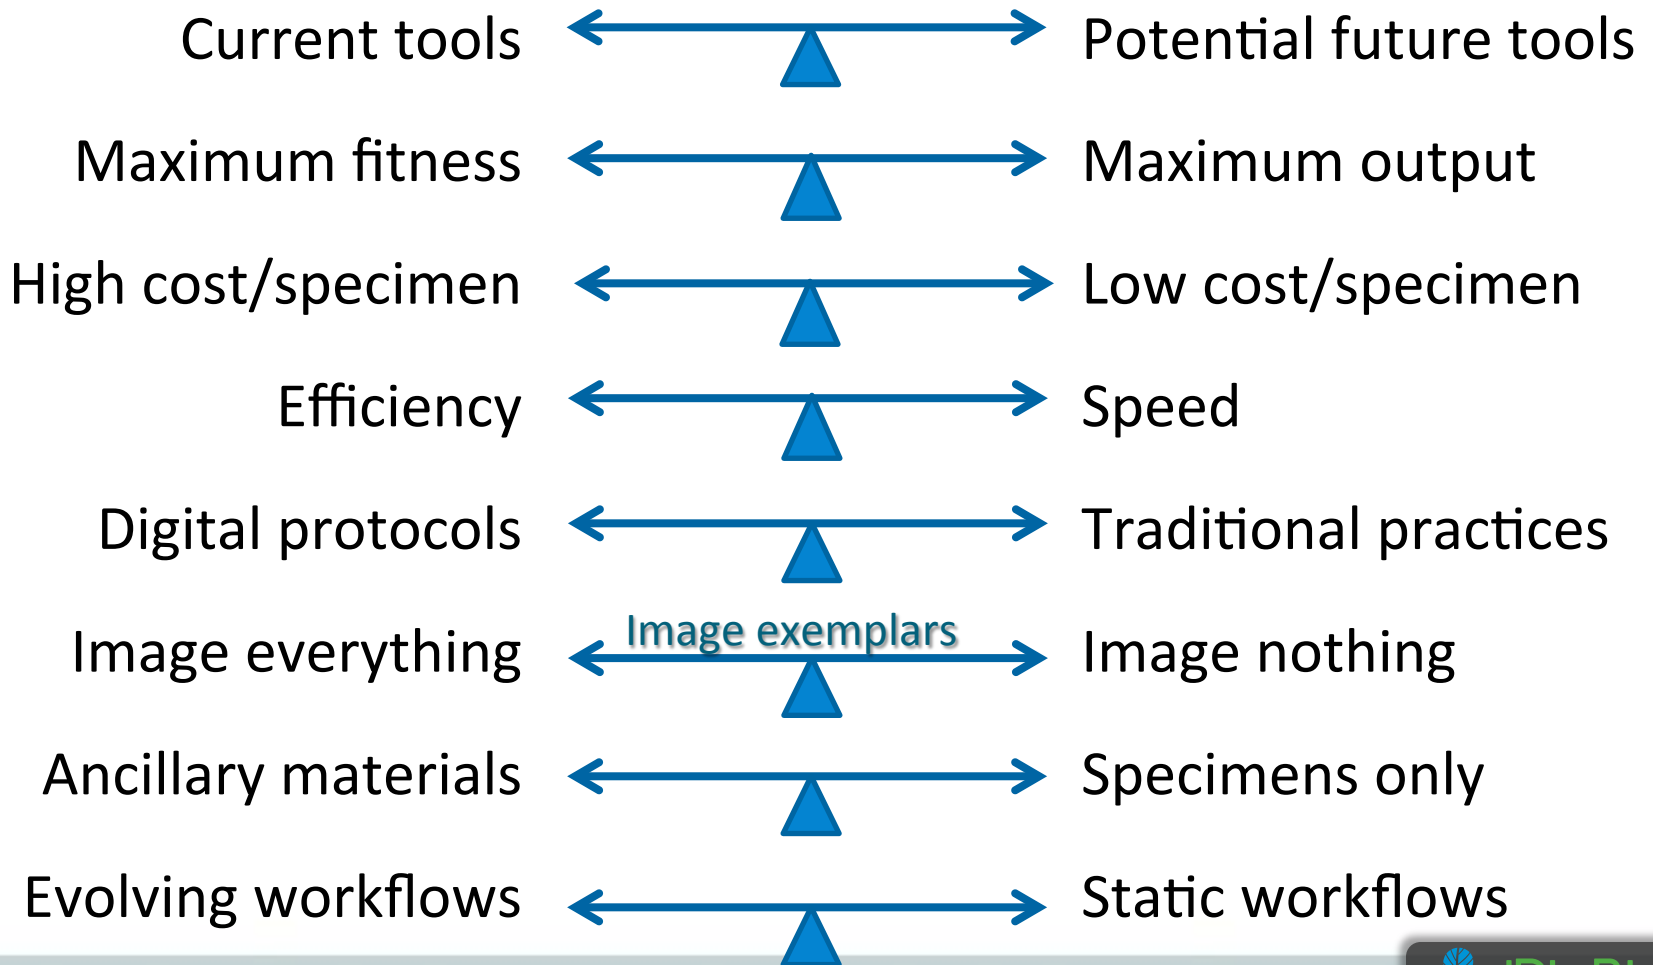 Current tools Potential future tools
Maximum fitness Maximum output
High cost/specimen Low cost/specimen
Efficiency Speed
Digital protocols Traditional practices
Image exemplars
Image everything Image nothing
Ancillary materials Specimens only
Evolving workflows Static workflows